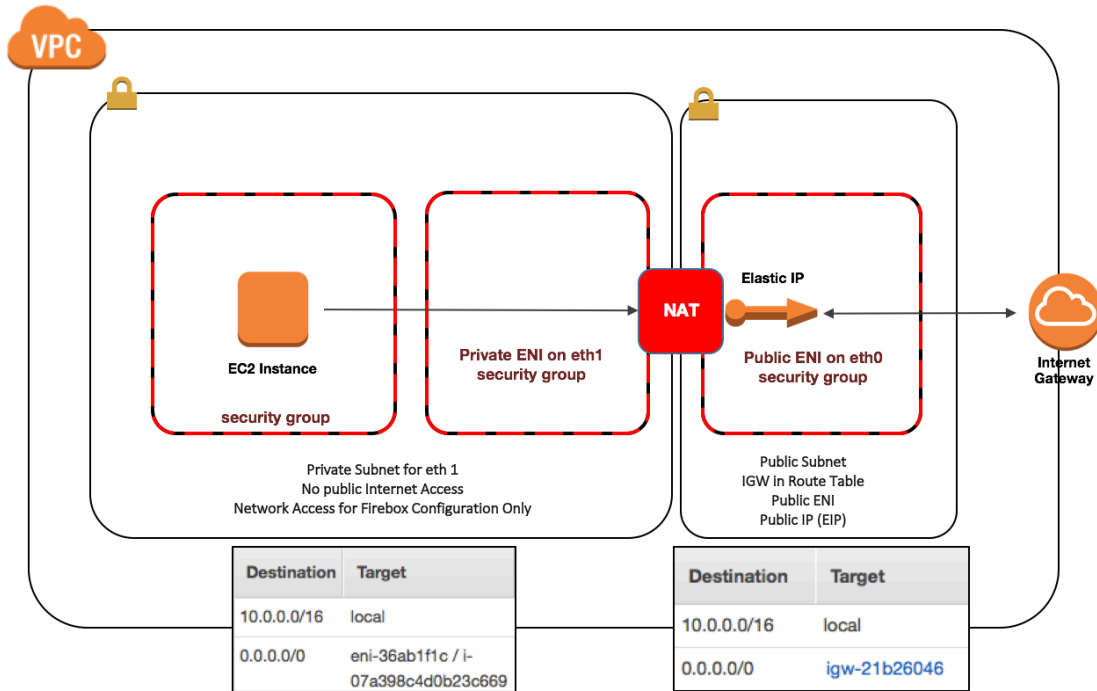 VPC
EC2 Instance
security group
Private ENI on eth1
security group
NAT
Elastic IP
Public ENI on eth0
security group
Internet
Gateway
Private Subnet for eth 1
No public Internet Access
Network Access for Firebox Configuration Only
Public Subnet
IGW in Route Table
Public ENI
Public IP (EIP)
Destination Target
10.0.0.0/16 local
0.0.0.0/0 eni-36ab1f1c / i-
07a398c4d0b23c669
Destination Target
10.0.0.0/16 local
0.0.0.0/0 igw-21b26046